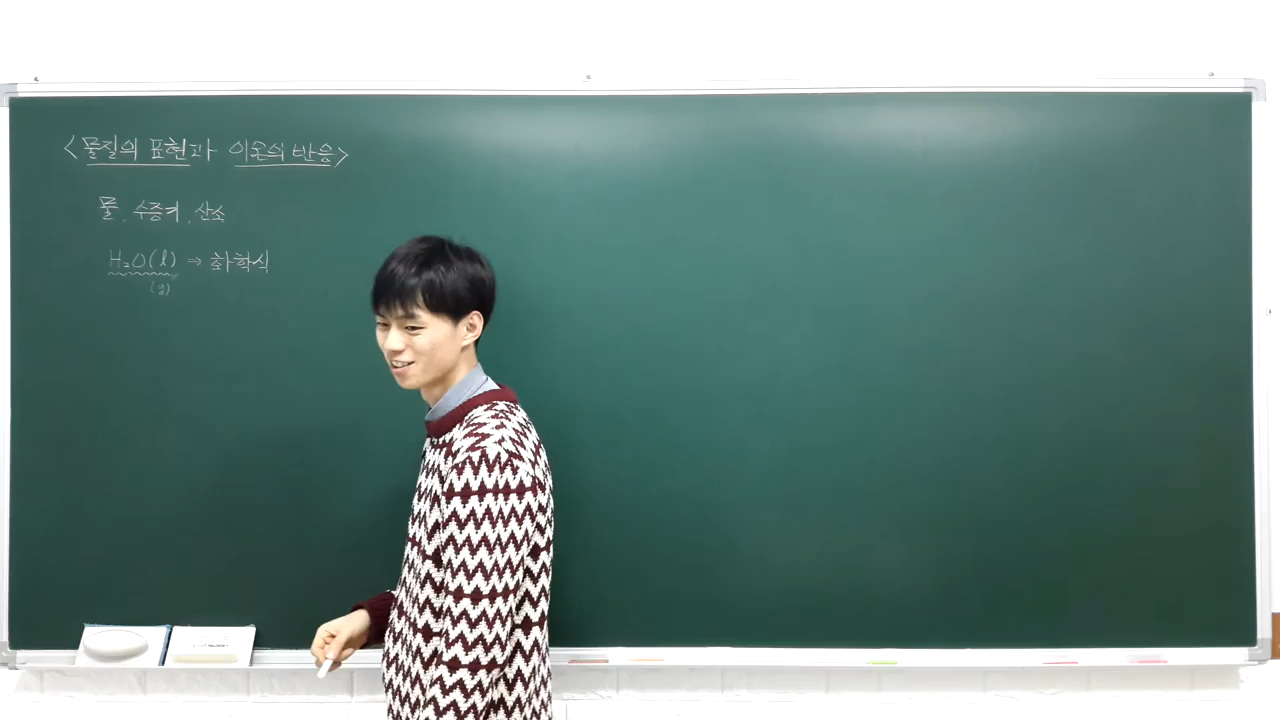 <물질의 표현과 이온의 반응>
물, 수증기, 산소
H₂O(l) ⇒ 화학식
(g)